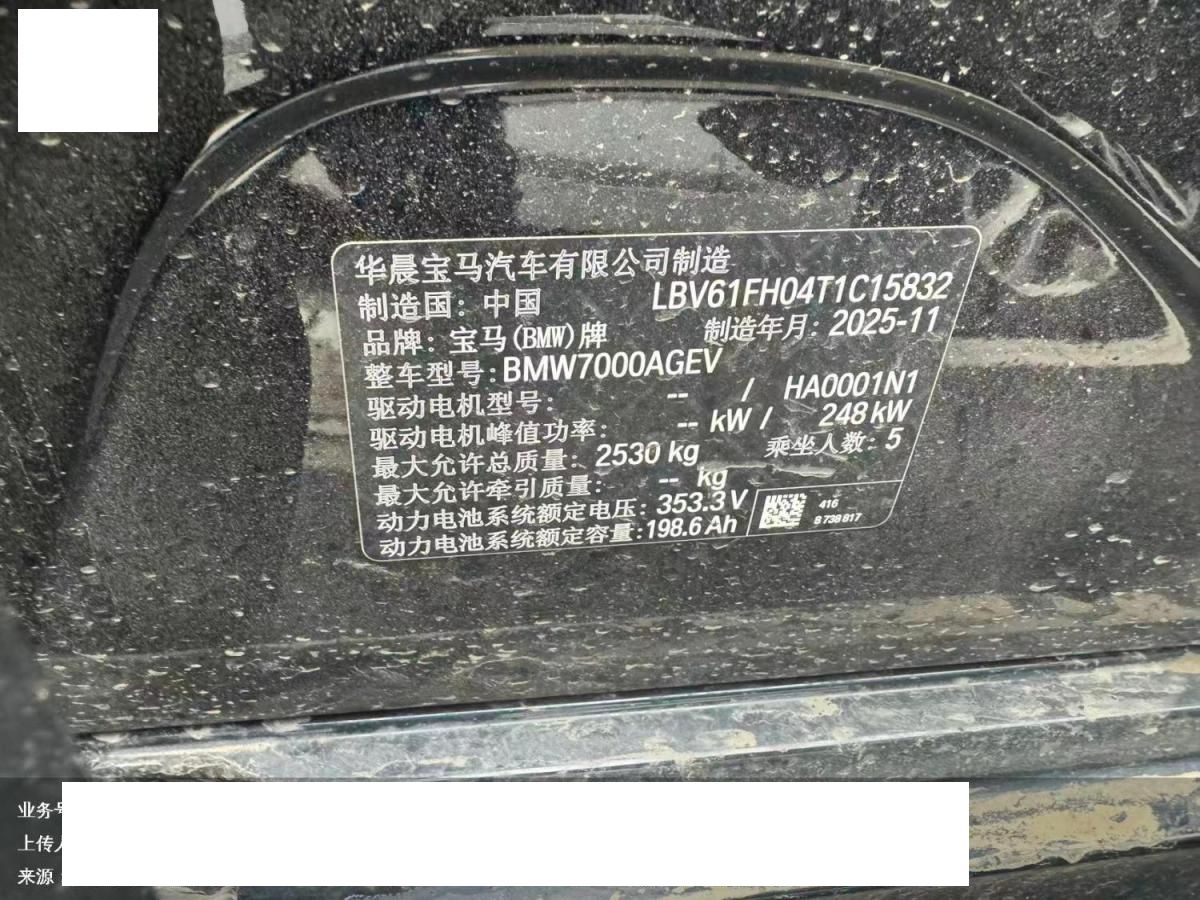 华晨宝马汽车有限公司制造
制造国：中国 LBV61FH04T1C15832
品牌：宝马(BMW)牌 制造年月：2025-11
整车型号:BMW7000AGEV
驱动电机型号： -- / HA0001N1
驱动电机峰值功率： -- kW / 248 kW
最大允许总质量：2530 kg 乘坐人数：5
最大允许牵引质量： -- kg
动力电池系统额定电压：353.3 V
动力电池系统额定容量:198.6 Ah
416
8 738 817
业务号
上传人
来源：